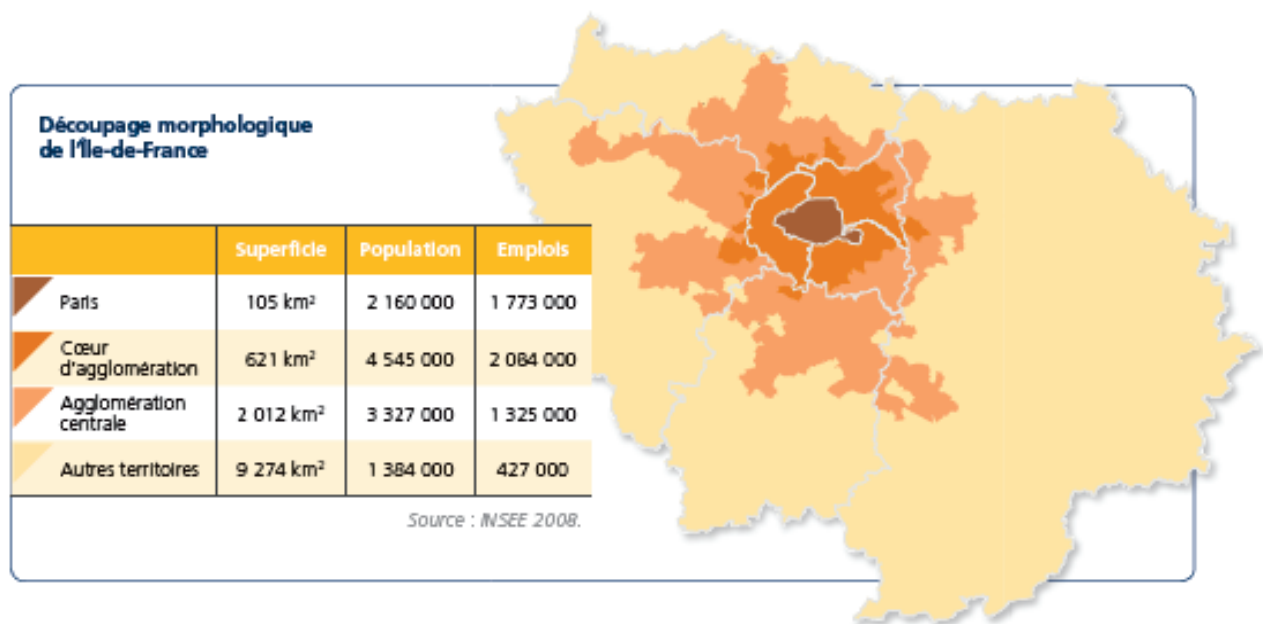 Découpage morphologique
de l'Île-de-France
Superficie Population Emplois
Paris 105 km² 2 160 000 1 773 000
Cœur
d'agglomération 621 km² 4 545 000 2 084 000
Agglomération
centrale 2 012 km² 3 327 000 1 325 000
Autres territoires 9 274 km² 1 384 000 427 000
Source : INSEE 2008.